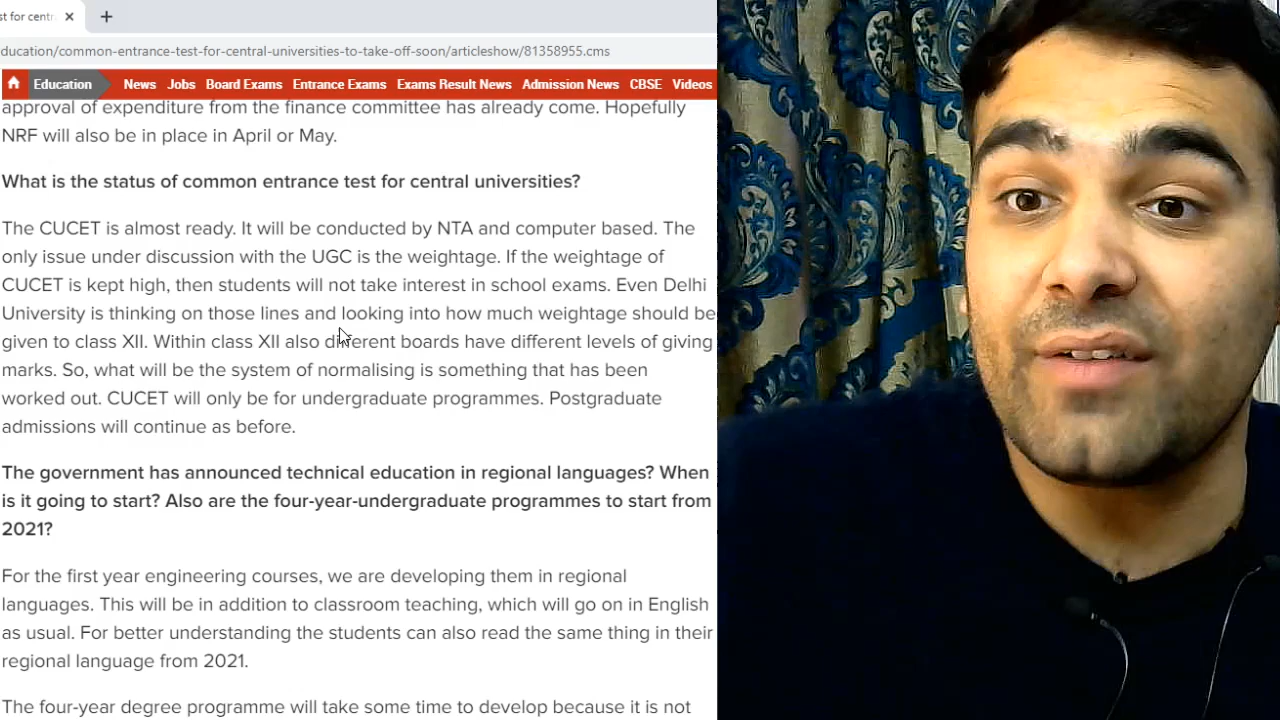 st for centr
ducation/common-entrance-test-for-central-universities-to-take-off-soon/articleshow/81358955.cms
Education News Jobs Board Exams Entrance Exams Exams Result News Admission News CBSE Videos
approval of expenditure from the finance committee has already come. Hopefully
NRF will also be in place in April or May.
What is the status of common entrance test for central universities?
The CUCET is almost ready. It will be conducted by NTA and computer based. The
only issue under discussion with the UGC is the weightage. If the weightage of
CUCET is kept high, then students will not take interest in school exams. Even Delhi
University is thinking on those lines and looking into how much weightage should be
given to class XII. Within class XII also different boards have different levels of giving
marks. So, what will be the system of normalising is something that has been
worked out. CUCET will only be for undergraduate programmes. Postgraduate
admissions will continue as before.
The government has announced technical education in regional languages? When
is it going to start? Also are the four-year-undergraduate programmes to start from
2021?
For the first year engineering courses, we are developing them in regional
languages. This will be in addition to classroom teaching, which will go on in English
as usual. For better understanding the students can also read the same thing in their
regional language from 2021.
The four-year degree programme will take some time to develop because it is not